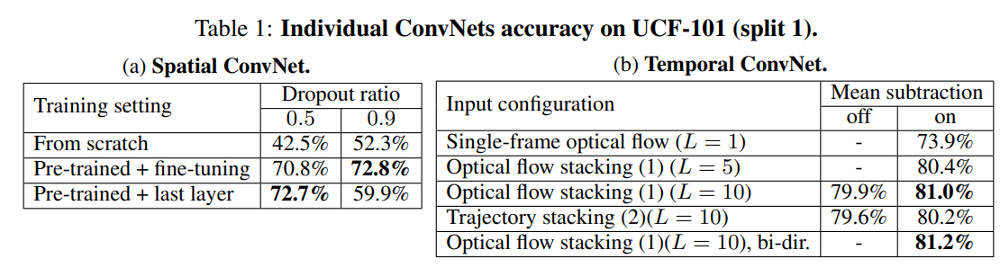 Table 1: Individual ConvNets accuracy on UCF-101 (split 1).
(a) Spatial ConvNet.
Training setting Dropout ratio
0.5 0.9
From scratch 42.5% 52.3%
Pre-trained + fine-tuning 70.8% 72.8%
Pre-trained + last layer 72.7% 59.9%
(b) Temporal ConvNet.
Input configuration Mean subtraction
off on
Single-frame optical flow (L = 1) - 73.9%
Optical flow stacking (1) (L = 5) - 80.4%
Optical flow stacking (1) (L = 10) 79.9% 81.0%
Trajectory stacking (2)(L = 10) 79.6% 80.2%
Optical flow stacking (1)(L = 10), bi-dir. - 81.2%